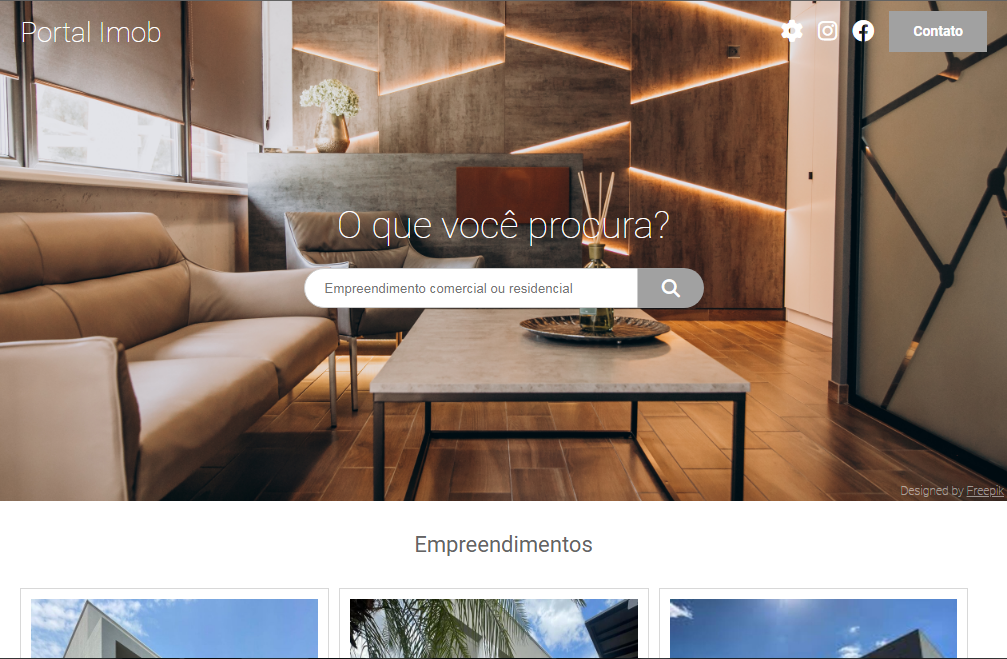 Portal Imob
Contato
O que você procura?
Empreendimento comercial ou residencial
Designed by Freepik
Empreendimentos